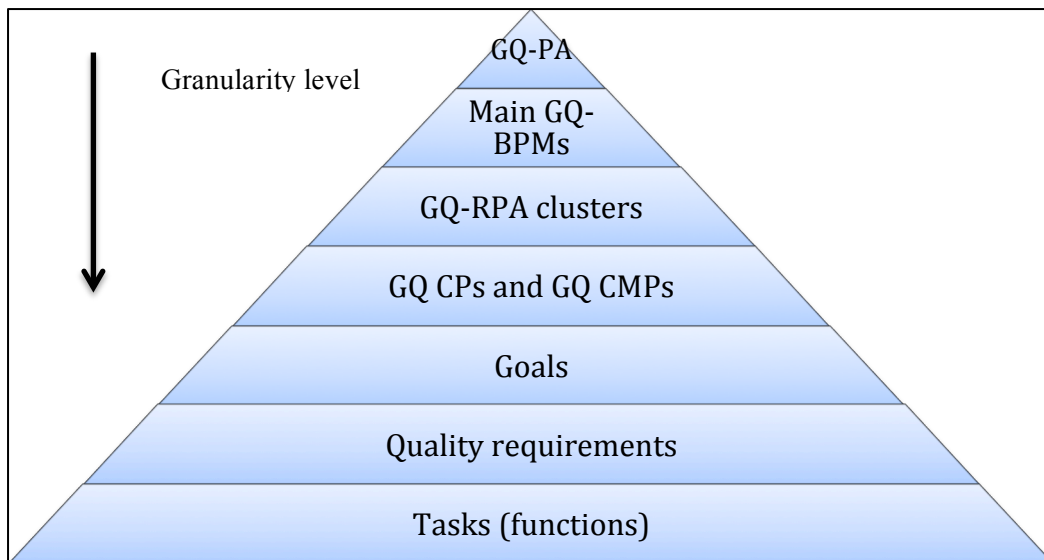 GQ-PA
Granularity level
Main GQ-
BPMs
GQ-RPA clusters
GQ CPs and GQ CMPs
Goals
Quality requirements
Tasks (functions)